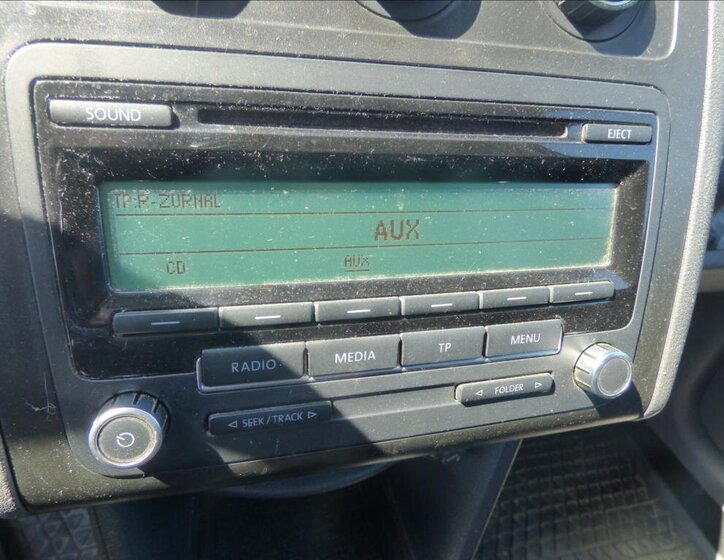 SOUND
EJECT
TP:R-ZURNAL
AUX
CD AUX
RADIO MEDIA TP MENU
◁ SEEK / TRACK ▷
◁ FOLDER ▷